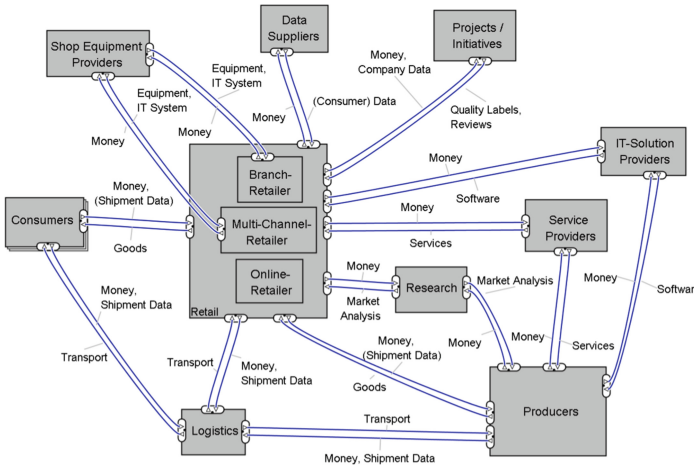 Data
Suppliers
Projects /
Initiatives
Shop Equipment
Providers
Money,
Company Data
Equipment,
IT System
Equipment,
IT System
Money
(Consumer) Data
Quality Labels,
Reviews
Money
Money
IT-Solution
Providers
Branch-
Retailer
Money
Software
Money,
(Shipment Data)
Consumers
Goods
Multi-Channel-
Retailer
Money
Services
Service
Providers
Online-
Retailer
Retail
Money
Market
Analysis
Research
Market Analysis
Money
Software
Money,
Shipment Data
Transport
Money
Money
Services
Money,
(Shipment Data)
Goods
Transport
Money,
Shipment Data
Producers
Logistics
Transport
Money, Shipment Data